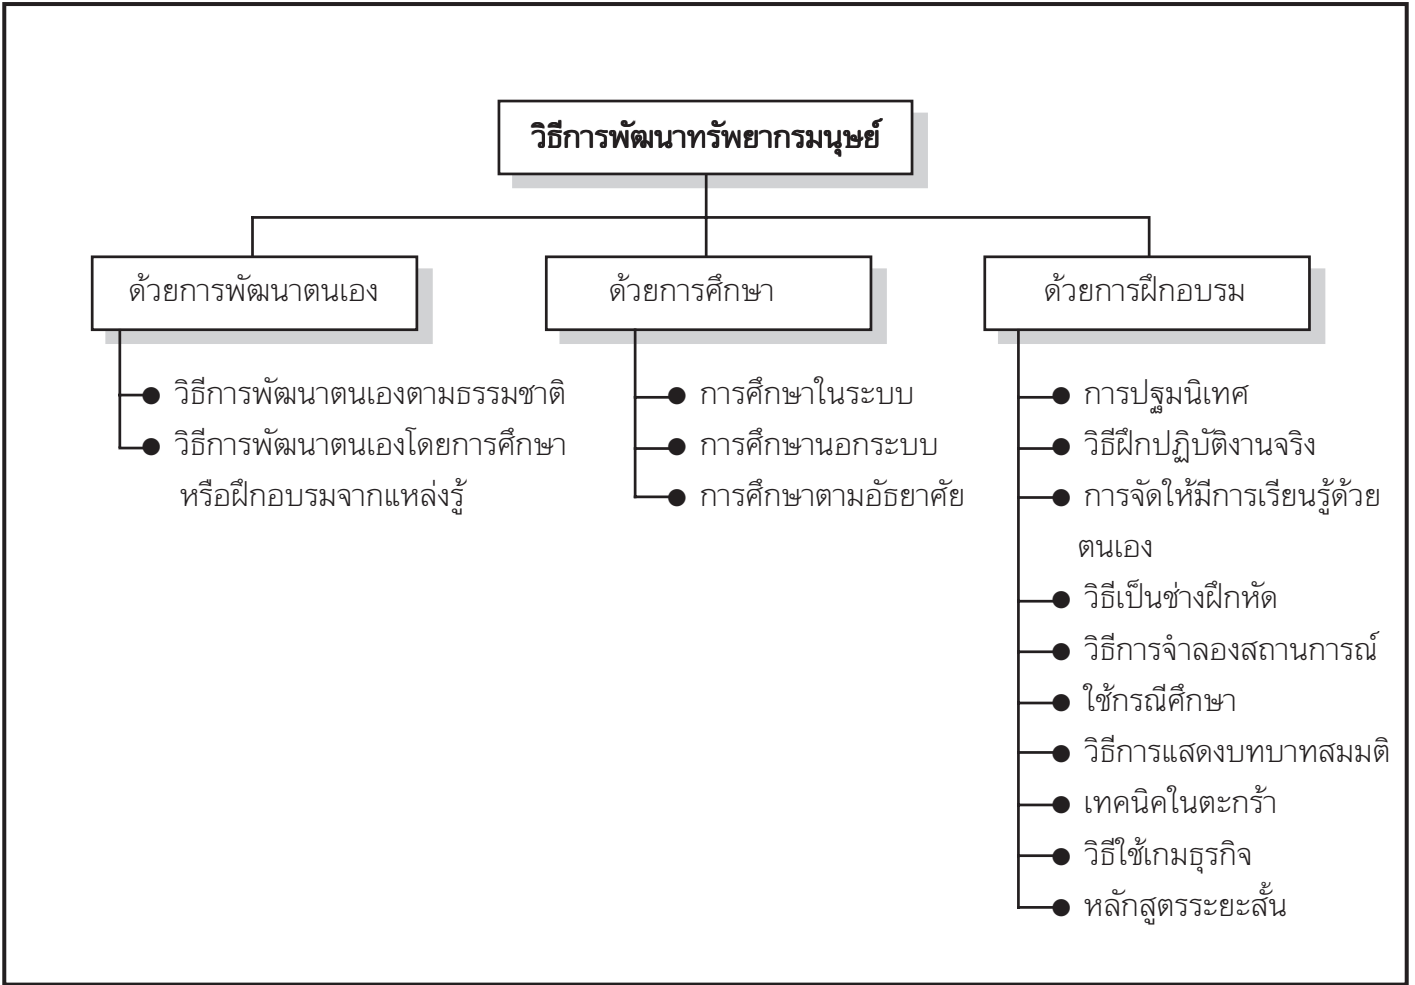 วิธีการพัฒนาทรัพยากรมนุษย์
ด้วยการพัฒนาตนเอง
วิธีการพัฒนาตนเองตามธรรมชาติ
วิธีการพัฒนาตนเองโดยการศึกษา
หรือฝึกอบรมจากแหล่งรู้
ด้วยการศึกษา
การศึกษาในระบบ
การศึกษานอกระบบ
การศึกษาตามอัธยาศัย
ด้วยการฝึกอบรม
การปฐมนิเทศ
วิธีฝึกปฏิบัติงานจริง
การจัดให้มีการเรียนรู้ด้วย
ตนเอง
วิธีเป็นช่างฝึกหัด
วิธีการจำลองสถานการณ์
ใช้กรณีศึกษา
วิธีการแสดงบทบาทสมมติ
เทคนิคในตะกร้า
วิธีใช้เกมธุรกิจ
หลักสูตรระยะสั้น